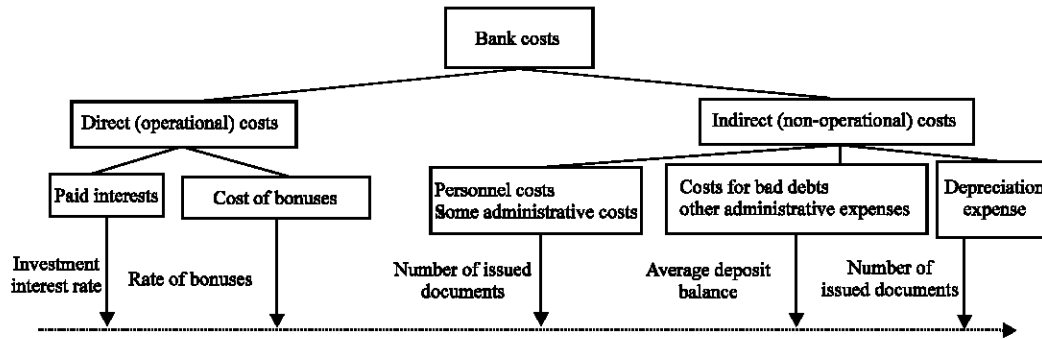 Bank costs
Direct (operational) costs
Indirect (non-operational) costs
Paid interests
Cost of bonuses
Personnel costs
Some administrative costs
Costs for bad debts
other administrative expenses
Depreciation
expense
Investment
interest rate
Rate of bonuses
Number of issued
documents
Average deposit
balance
Number of
issued documents